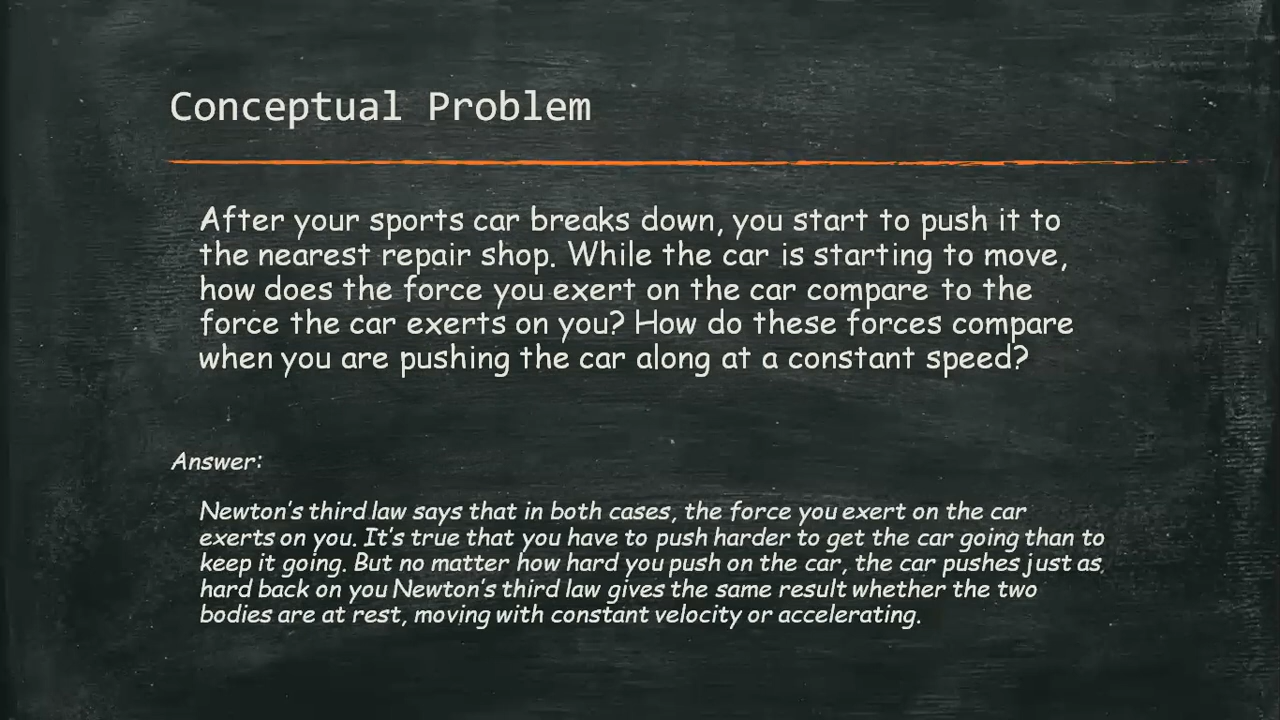 Conceptual Problem
After your sports car breaks down, you start to push it to
the nearest repair shop. While the car is starting to move,
how does the force you exert on the car compare to the
force the car exerts on you? How do these forces compare
when you are pushing the car along at a constant speed?
Answer:
Newton’s third law says that in both cases, the force you exert on the car
exerts on you. It’s true that you have to push harder to get the car going than to
keep it going. But no matter how hard you push on the car, the car pushes just as
hard back on you Newton’s third law gives the same result whether the two
bodies are at rest, moving with constant velocity or accelerating.